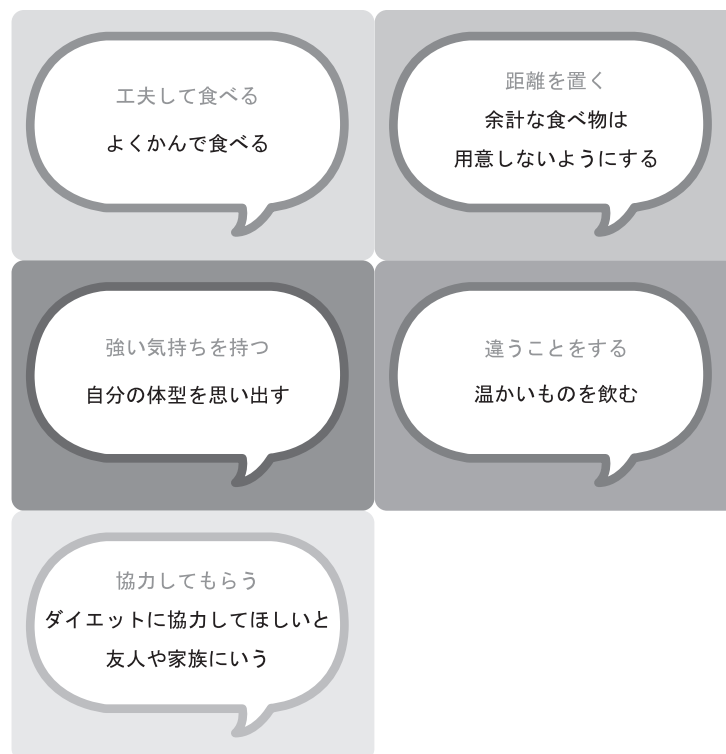 工夫して食べる
よくかんで食べる
距離を置く
余計な食べ物は
用意しないようにする
強い気持ちを持つ
自分の体型を思い出す
違うことをする
温かいものを飲む
協力してもらう
ダイエットに協力してほしいと
友人や家族にいう